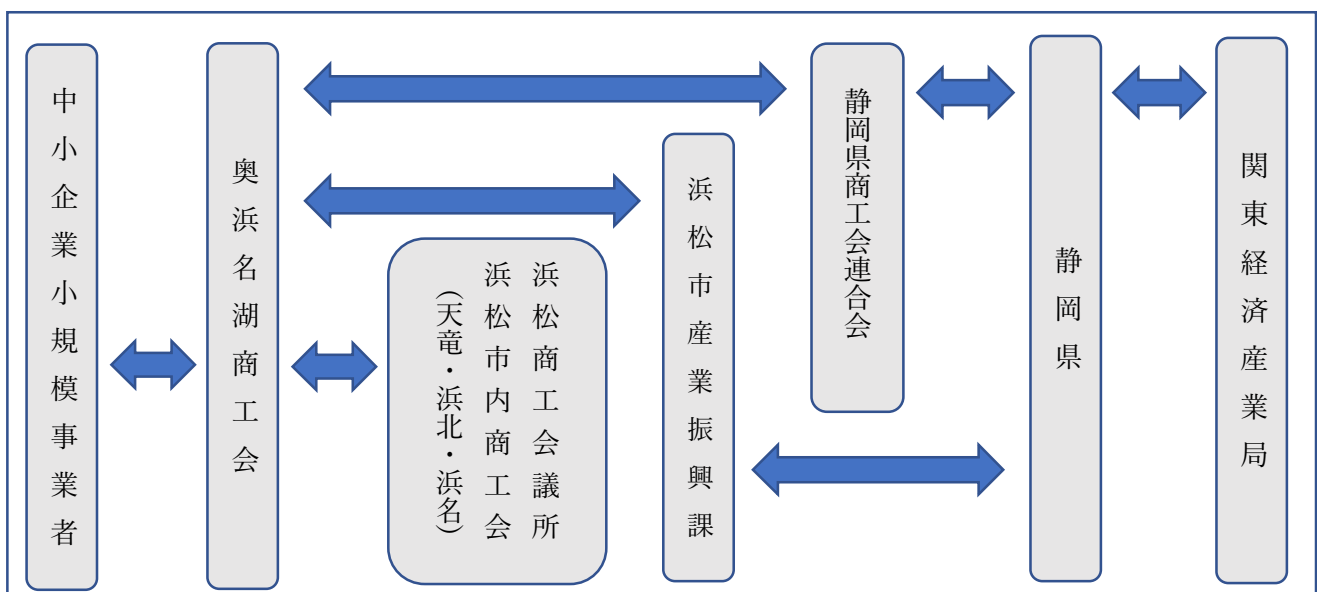 中小企業小規模事業者
奥浜名湖商工会
浜松商工会議所
浜松市内商工会
(天竜・浜北・浜名)
浜松市産業振興課
静岡県商工会連合会
静岡県
関東経済産業局